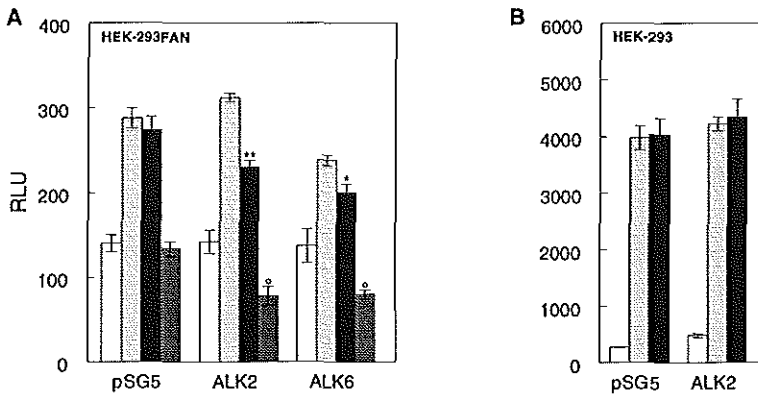 A
HEK-293FAN
RLU
400
300
200
100
0
**
*
°
°
pSG5 ALK2 ALK6
B
HEK-293
6000
5000
4000
3000
2000
1000
0
pSG5 ALK2